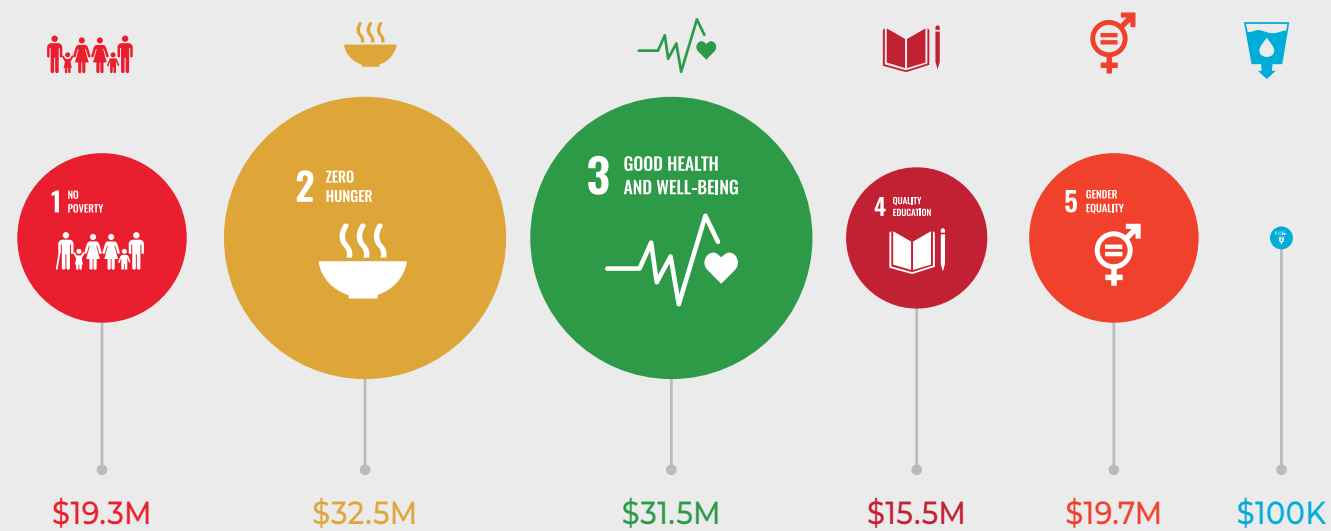 1 NO
POVERTY
2 ZERO
HUNGER
3 GOOD HEALTH
AND WELL-BEING
4 QUALITY
EDUCATION
5 GENDER
EQUALITY
$19.3M
$32.5M
$31.5M
$15.5M
$19.7M
$100K